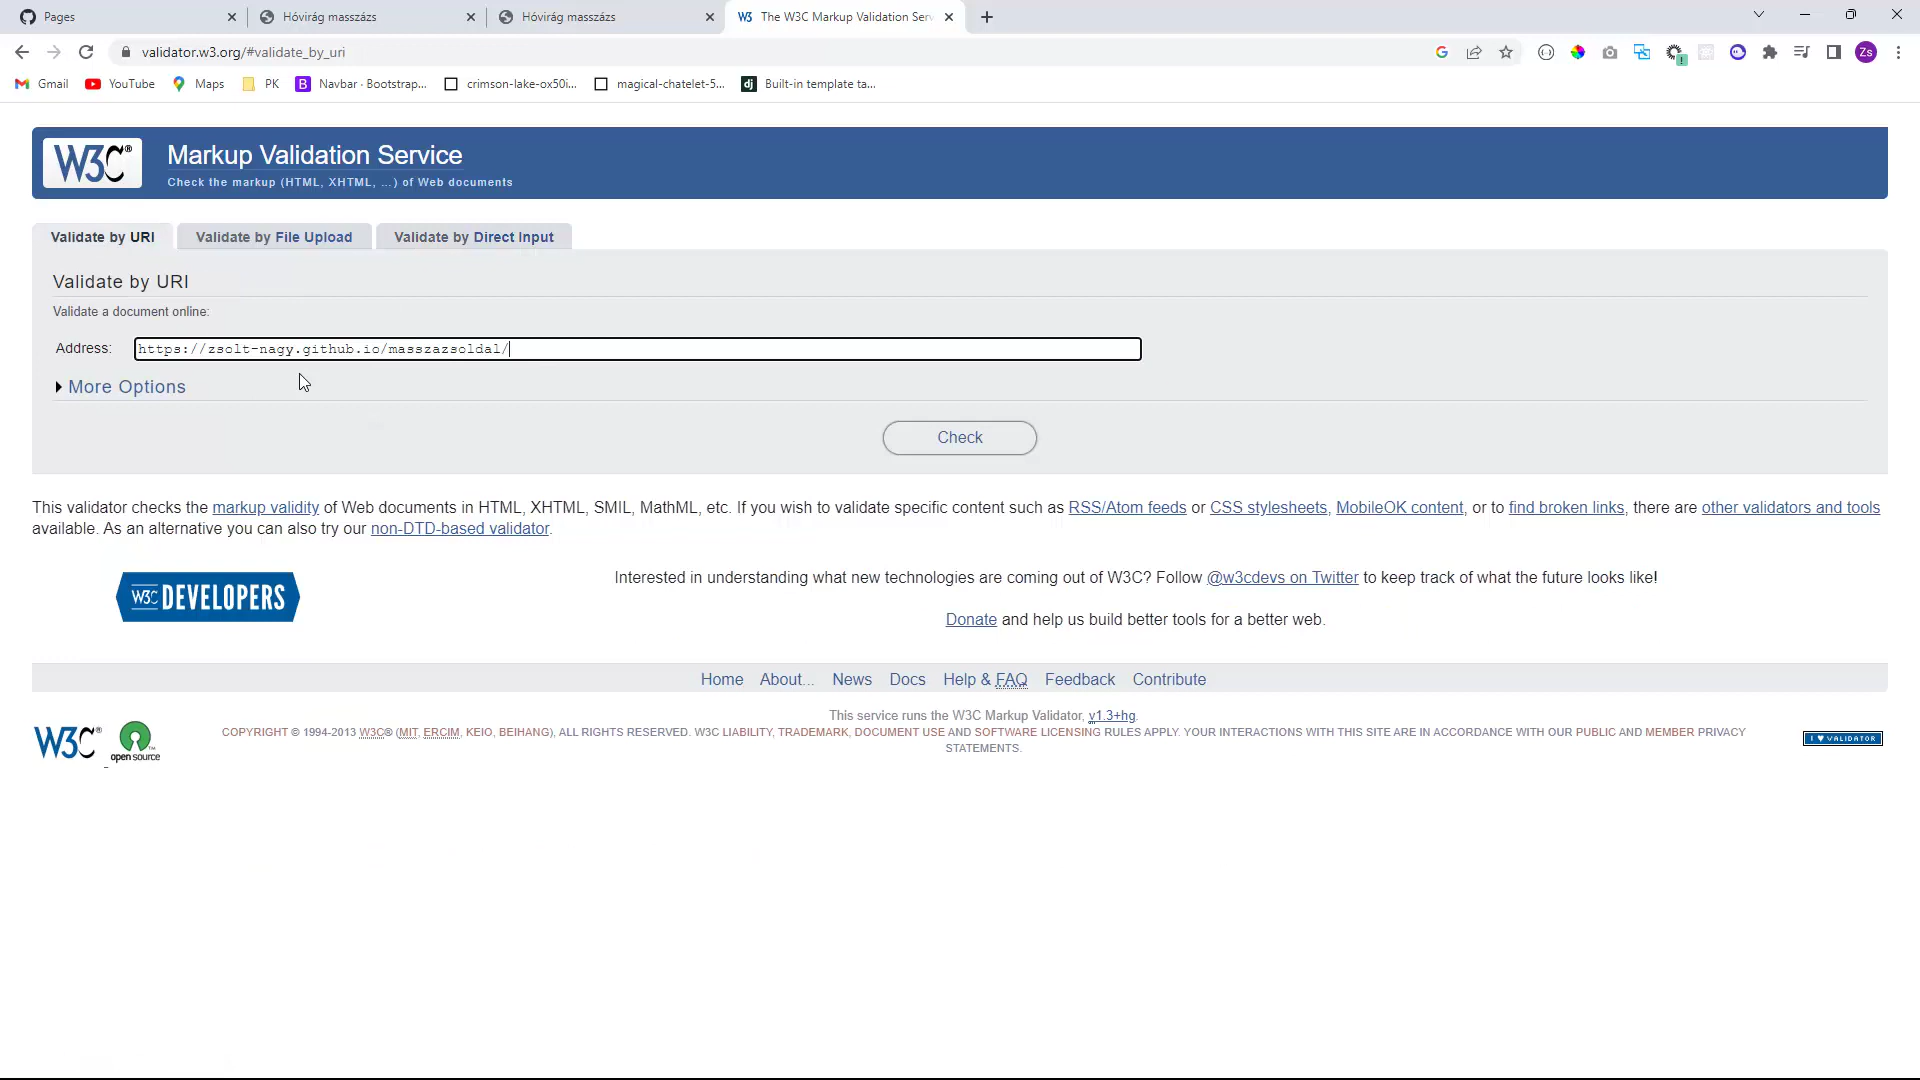 Pages
Hóvirág masszázs
Hóvirág masszázs
W3 The W3C Markup Validation Serv
validator.w3.org/#validate_by_uri
Zs
Gmail
YouTube
Maps
PK
B Navbar · Bootstrap...
crimson-lake-ox50i...
magical-chatelet-5...
dj Built-in template ta...
W3C®
Markup Validation Service
Check the markup (HTML, XHTML, ...) of Web documents
Validate by URI
Validate by File Upload
Validate by Direct Input
Validate by URI
Validate a document online:
Address: https://zsolt-nagy.github.io/masszazsoldal/
More Options
Check
This validator checks the markup validity of Web documents in HTML, XHTML, SMIL, MathML, etc. If you wish to validate specific content such as RSS/Atom feeds or CSS stylesheets, MobileOK content, or to find broken links, there are other validators and tools
available. As an alternative you can also try our non-DTD-based validator.
W3C DEVELOPERS
Interested in understanding what new technologies are coming out of W3C? Follow @w3cdevs on Twitter to keep track of what the future looks like!
Donate and help us build better tools for a better web.
Home About... News Docs Help & FAQ Feedback Contribute
This service runs the W3C Markup Validator, v1.3+hg.
W3C®
open source
COPYRIGHT © 1994-2013 W3C® (MIT, ERCIM, KEIO, BEIHANG), ALL RIGHTS RESERVED. W3C LIABILITY, TRADEMARK, DOCUMENT USE AND SOFTWARE LICENSING RULES APPLY. YOUR INTERACTIONS WITH THIS SITE ARE IN ACCORDANCE WITH OUR PUBLIC AND MEMBER PRIVACY
STATEMENTS.
I ♥ VALIDATOR